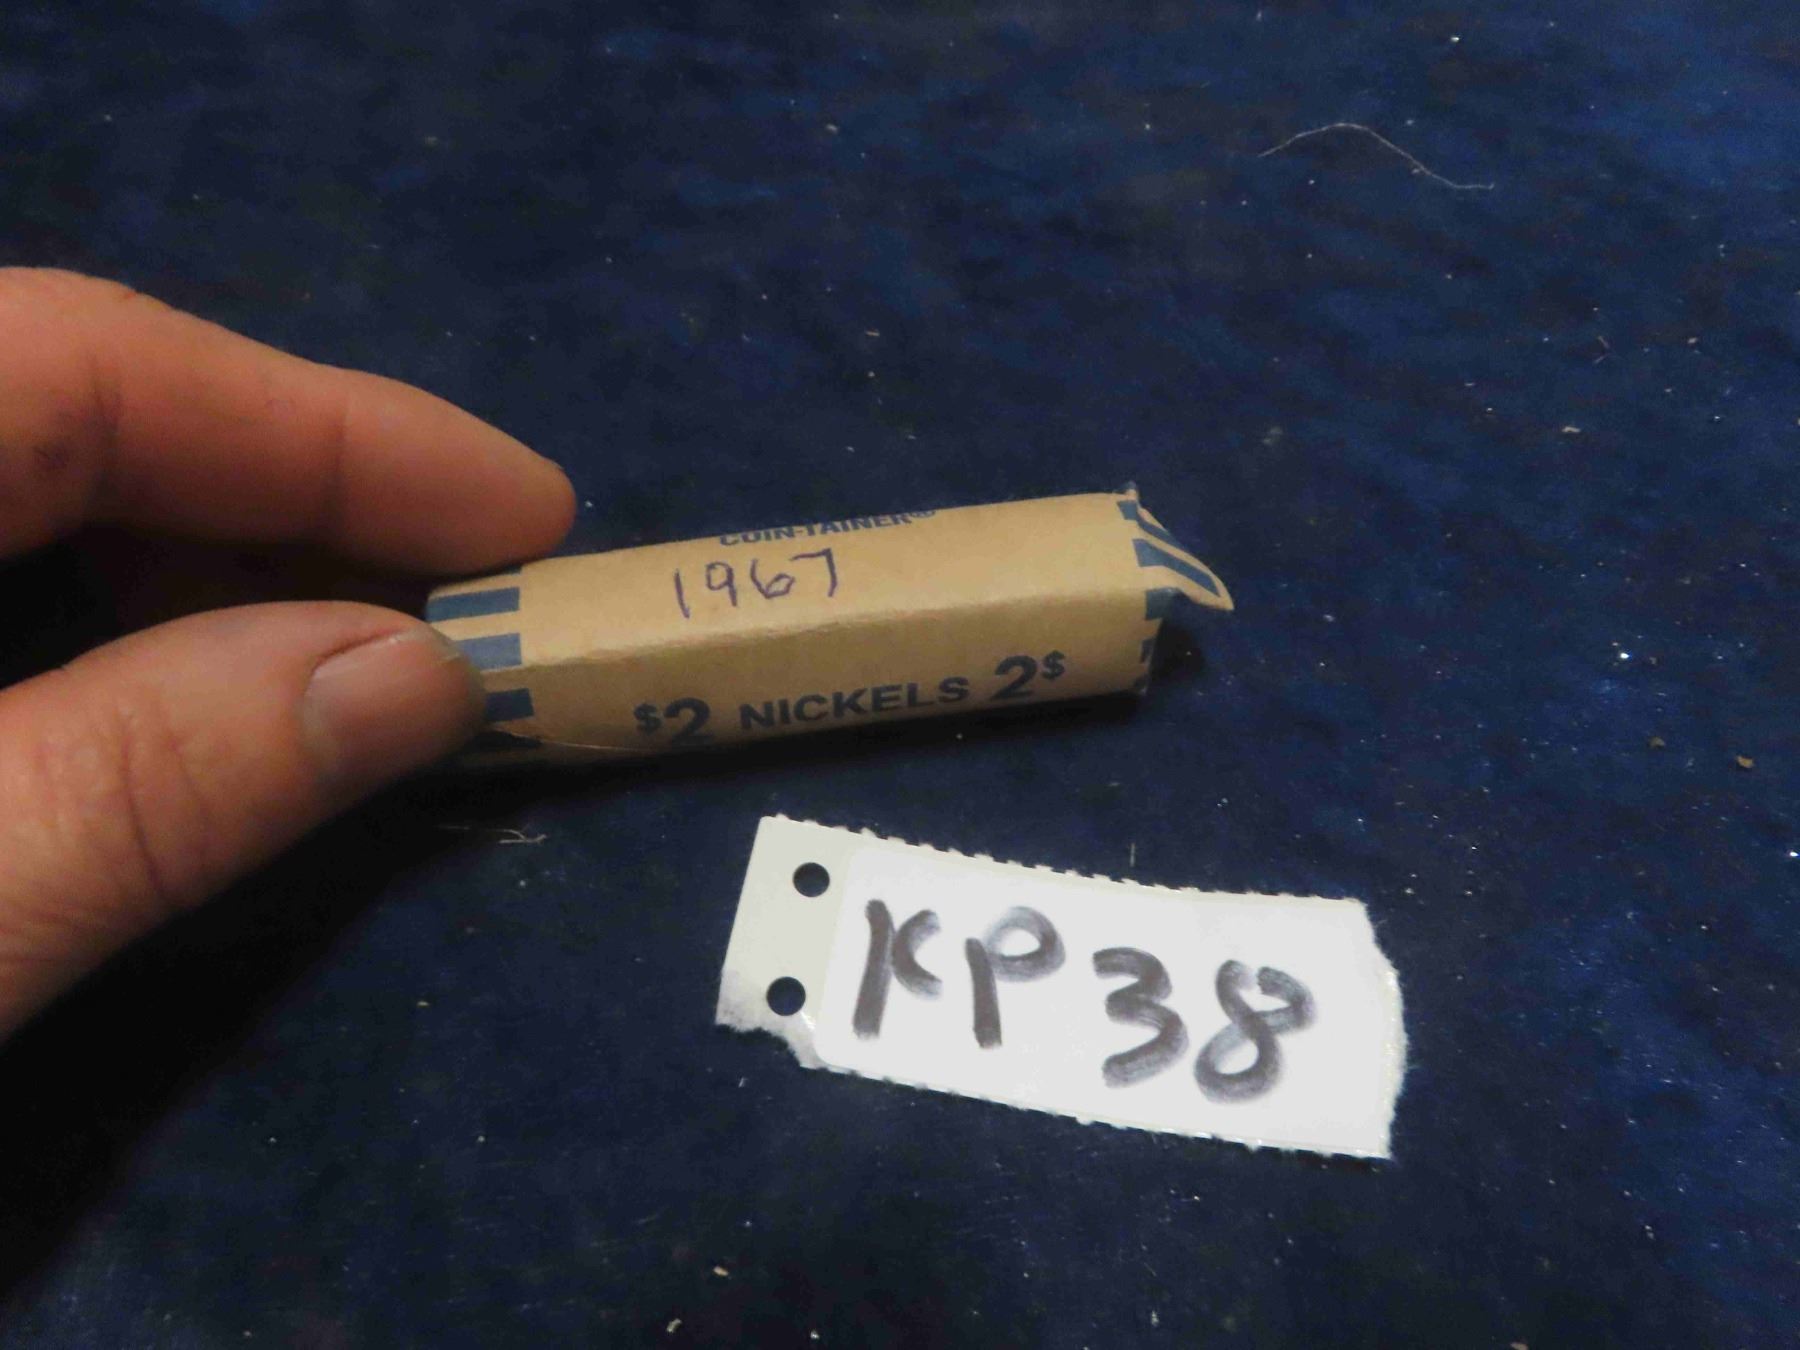 COIN-TAINER®
1967
$2 NICKELS 2$
KP38